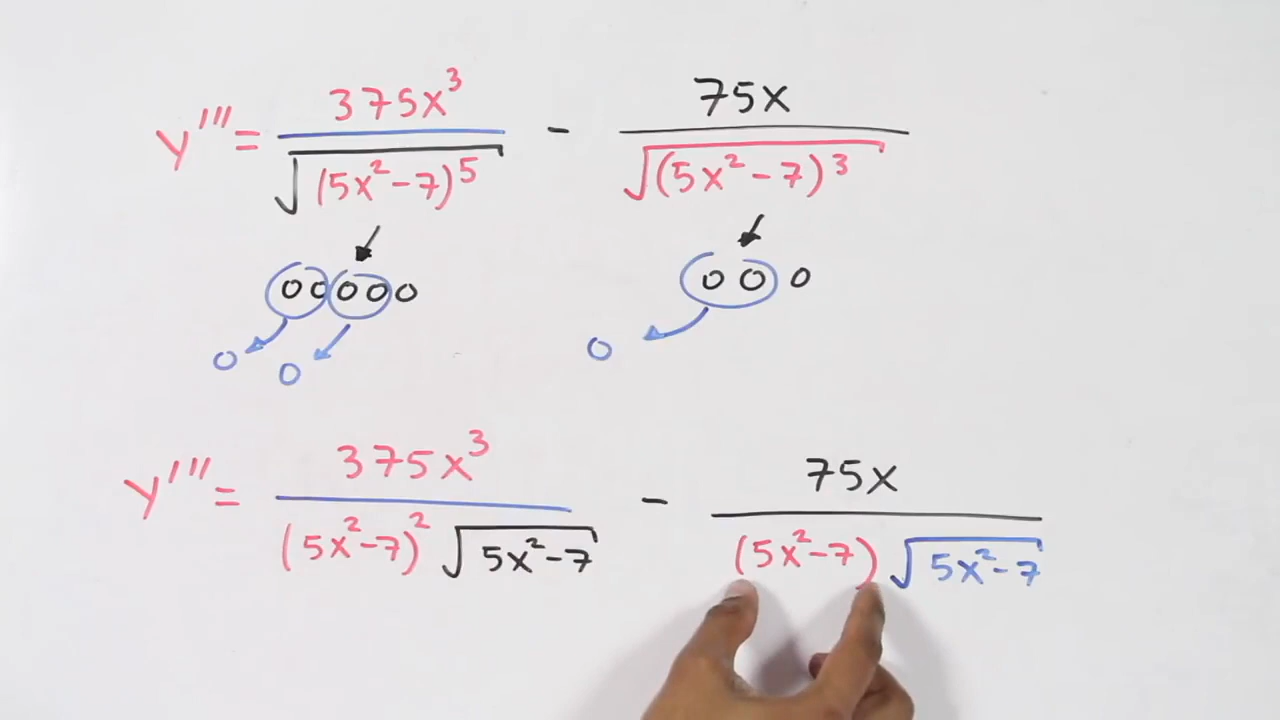 y''' = 375x³ / √(5x² - 7)⁵ - 75x / √(5x² - 7)³
0 0 0 0 0 0 0 0
0 0 0
y''' = 375x³ / (5x² - 7)² √5x² - 7 - 75x / (5x² - 7) √5x² - 7